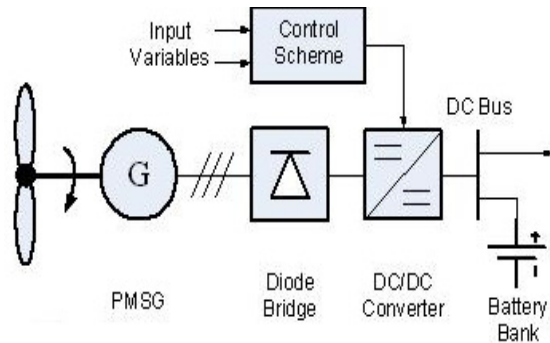 Input
Variables
Control
Scheme
DC Bus
G
+
-
PMSG
Diode
Bridge
DC/DC
Converter
Battery
Bank